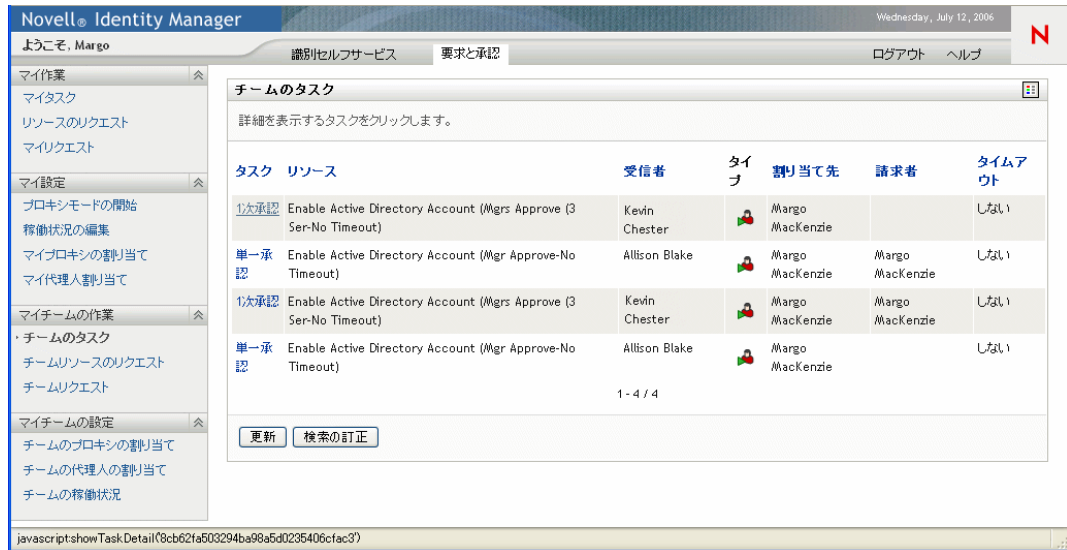 Novell® Identity Manager
Wednesday, July 12, 2006
N
ようこそ, Margo
識別セルフサービス
要求と承認
ログアウト
ヘルプ
マイ作業
マイタスク
リソースのリクエスト
マイリクエスト
マイ設定
プロキシモードの開始
稼働状況の編集
マイプロキシの割り当て
マイ代理人割り当て
マイチームの作業
・チームのタスク
チームリソースのリクエスト
チームリクエスト
マイチームの設定
チームのプロキシの割り当て
チームの代理人の割り当て
チームの稼働状況
チームのタスク
詳細を表示するタスクをクリックします。
タスク リソース 受信者 タイプ 割り当て先 請求者 タイムアウト
1次承認 Enable Active Directory Account (Mgrs Approve (3 Ser-No Timeout) Kevin Chester Margo MacKenzie しない
単一承認 Enable Active Directory Account (Mgr Approve-No Timeout) Allison Blake Margo MacKenzie Margo MacKenzie しない
1次承認 Enable Active Directory Account (Mgrs Approve (3 Ser-No Timeout) Kevin Chester Margo MacKenzie Margo MacKenzie しない
単一承認 Enable Active Directory Account (Mgr Approve-No Timeout) Allison Blake Margo MacKenzie しない
1 - 4 / 4
更新
検索の訂正
javascript:showTaskDetail('8cb62fa503294ba98a5d0235406cfac3')